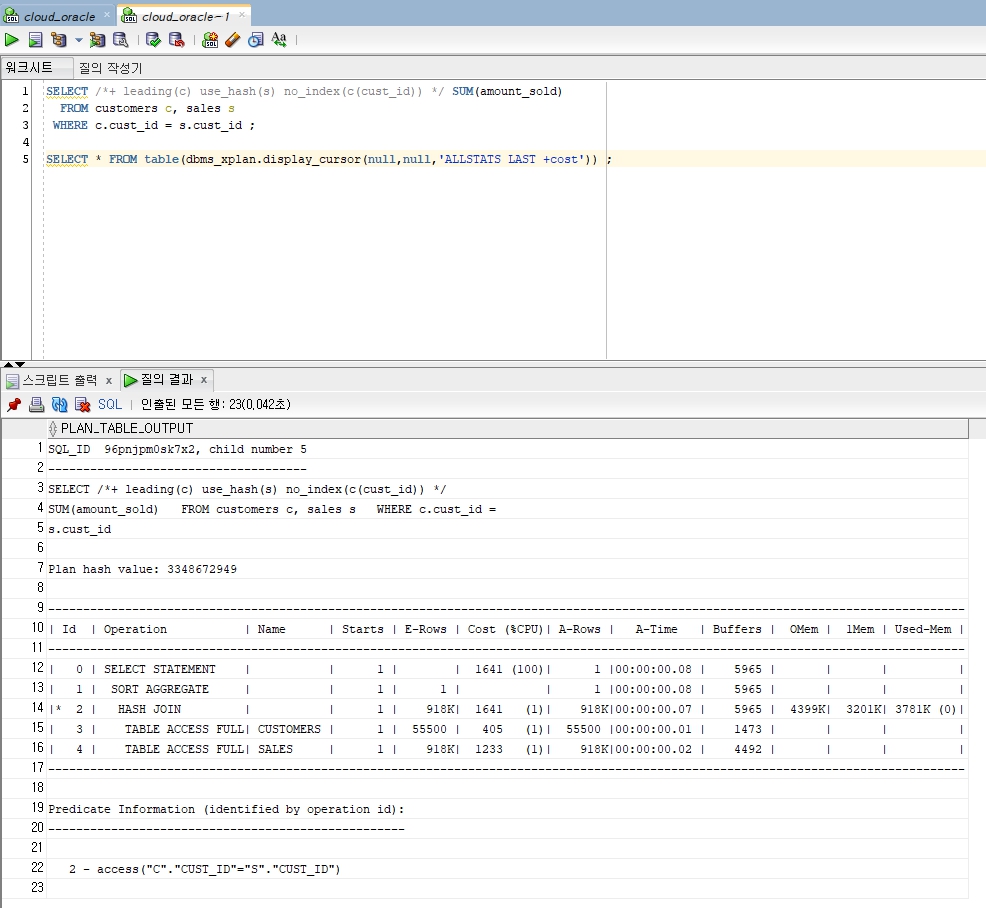 cloud_oracle × cloud_oracle~1 ×
워크시트 질의 작성기
1 SELECT /*+ leading(c) use_hash(s) no_index(c(cust_id)) */ SUM(amount_sold)
2 FROM customers c, sales s
3 WHERE c.cust_id = s.cust_id ;
4
5 SELECT * FROM table(dbms_xplan.display_cursor(null,null,'ALLSTATS LAST +cost')) ;
스크립트 출력 x 질의 결과 x
SQL | 인출된 모든 행: 23(0,042초)
PLAN_TABLE_OUTPUT
1 SQL_ID  96pnjpm0sk7x2, child number 5
2 -------------------------------------
3 SELECT /*+ leading(c) use_hash(s) no_index(c(cust_id)) */
4 SUM(amount_sold)   FROM customers c, sales s   WHERE c.cust_id =
5 s.cust_id
6
7 Plan hash value: 3348672949
8
9 -----------------------------------------------------------------------------------------------------------------------------------
10 | Id  | Operation           | Name      | Starts | E-Rows | Cost (%CPU)| A-Rows |   A-Time   | Buffers |  OMem |  1Mem | Used-Mem |
11 -----------------------------------------------------------------------------------------------------------------------------------
12 |   0 | SELECT STATEMENT    |           |      1 |        |  1641 (100)|      1 |00:00:00.08 |    5965 |       |       |          |
13 |   1 |  SORT AGGREGATE     |           |      1 |      1 |            |      1 |00:00:00.08 |    5965 |       |       |          |
14 |*  2 |   HASH JOIN         |           |      1 |    918K|  1641   (1)|    918K|00:00:00.07 |    5965 |  4399K|  3201K| 3781K (0)|
15 |   3 |    TABLE ACCESS FULL| CUSTOMERS |      1 |  55500 |   405   (1)|  55500 |00:00:00.01 |    1473 |       |       |          |
16 |   4 |    TABLE ACCESS FULL| SALES     |      1 |    918K|  1233   (1)|    918K|00:00:00.02 |    4492 |       |       |          |
17 -----------------------------------------------------------------------------------------------------------------------------------
18
19 Predicate Information (identified by operation id):
20 ---------------------------------------------------
21
22    2 - access("C"."CUST_ID"="S"."CUST_ID")
23